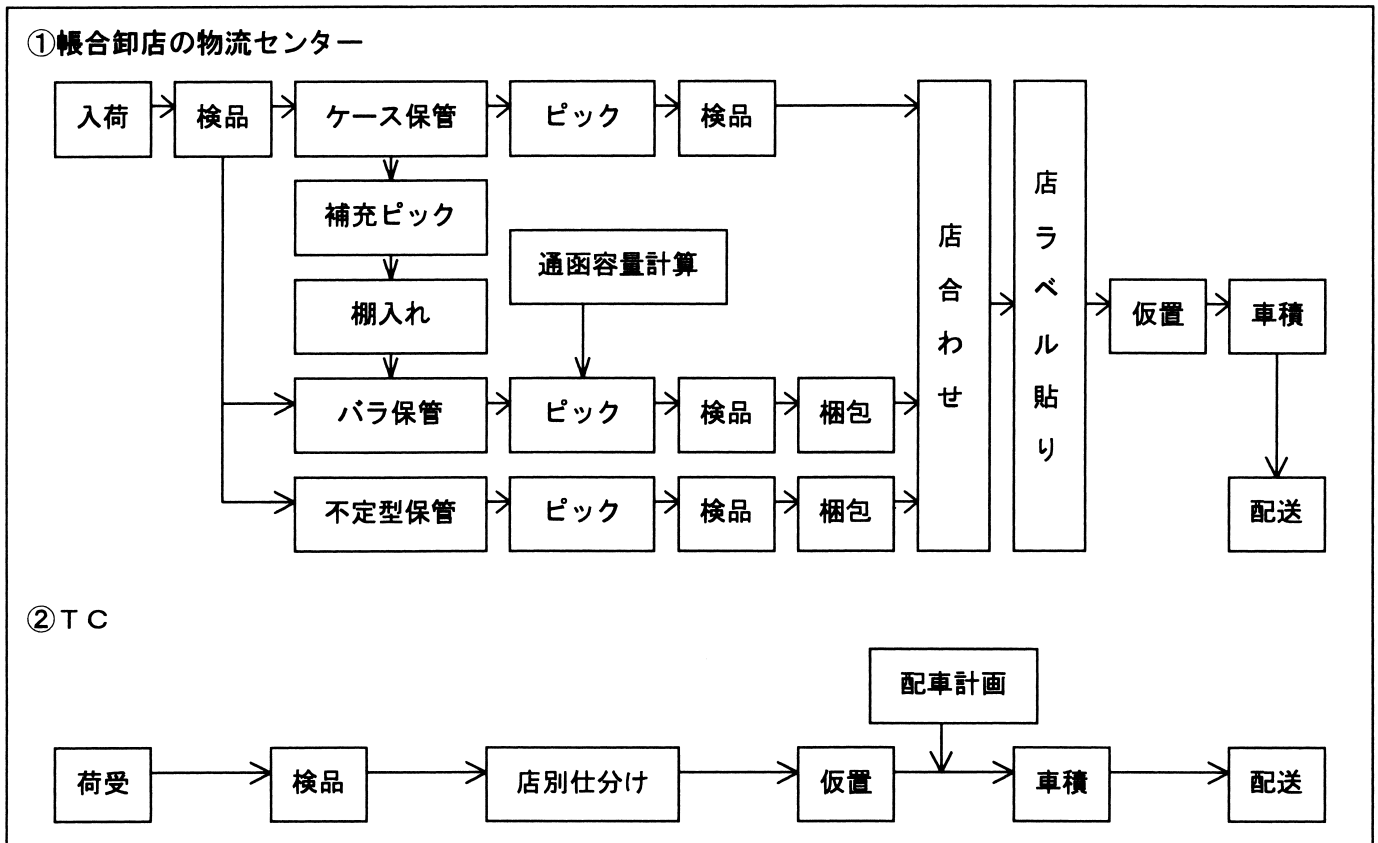 ①帳合卸店の物流センター
入荷
検品
ケース保管
ピック
検品
補充ピック
棚入れ
通函容量計算
バラ保管
ピック
検品
梱包
不定型保管
ピック
検品
梱包
店合わせ
店ラベル貼り
仮置
車積
配送
②ＴＣ
配車計画
荷受
検品
店別仕分け
仮置
車積
配送